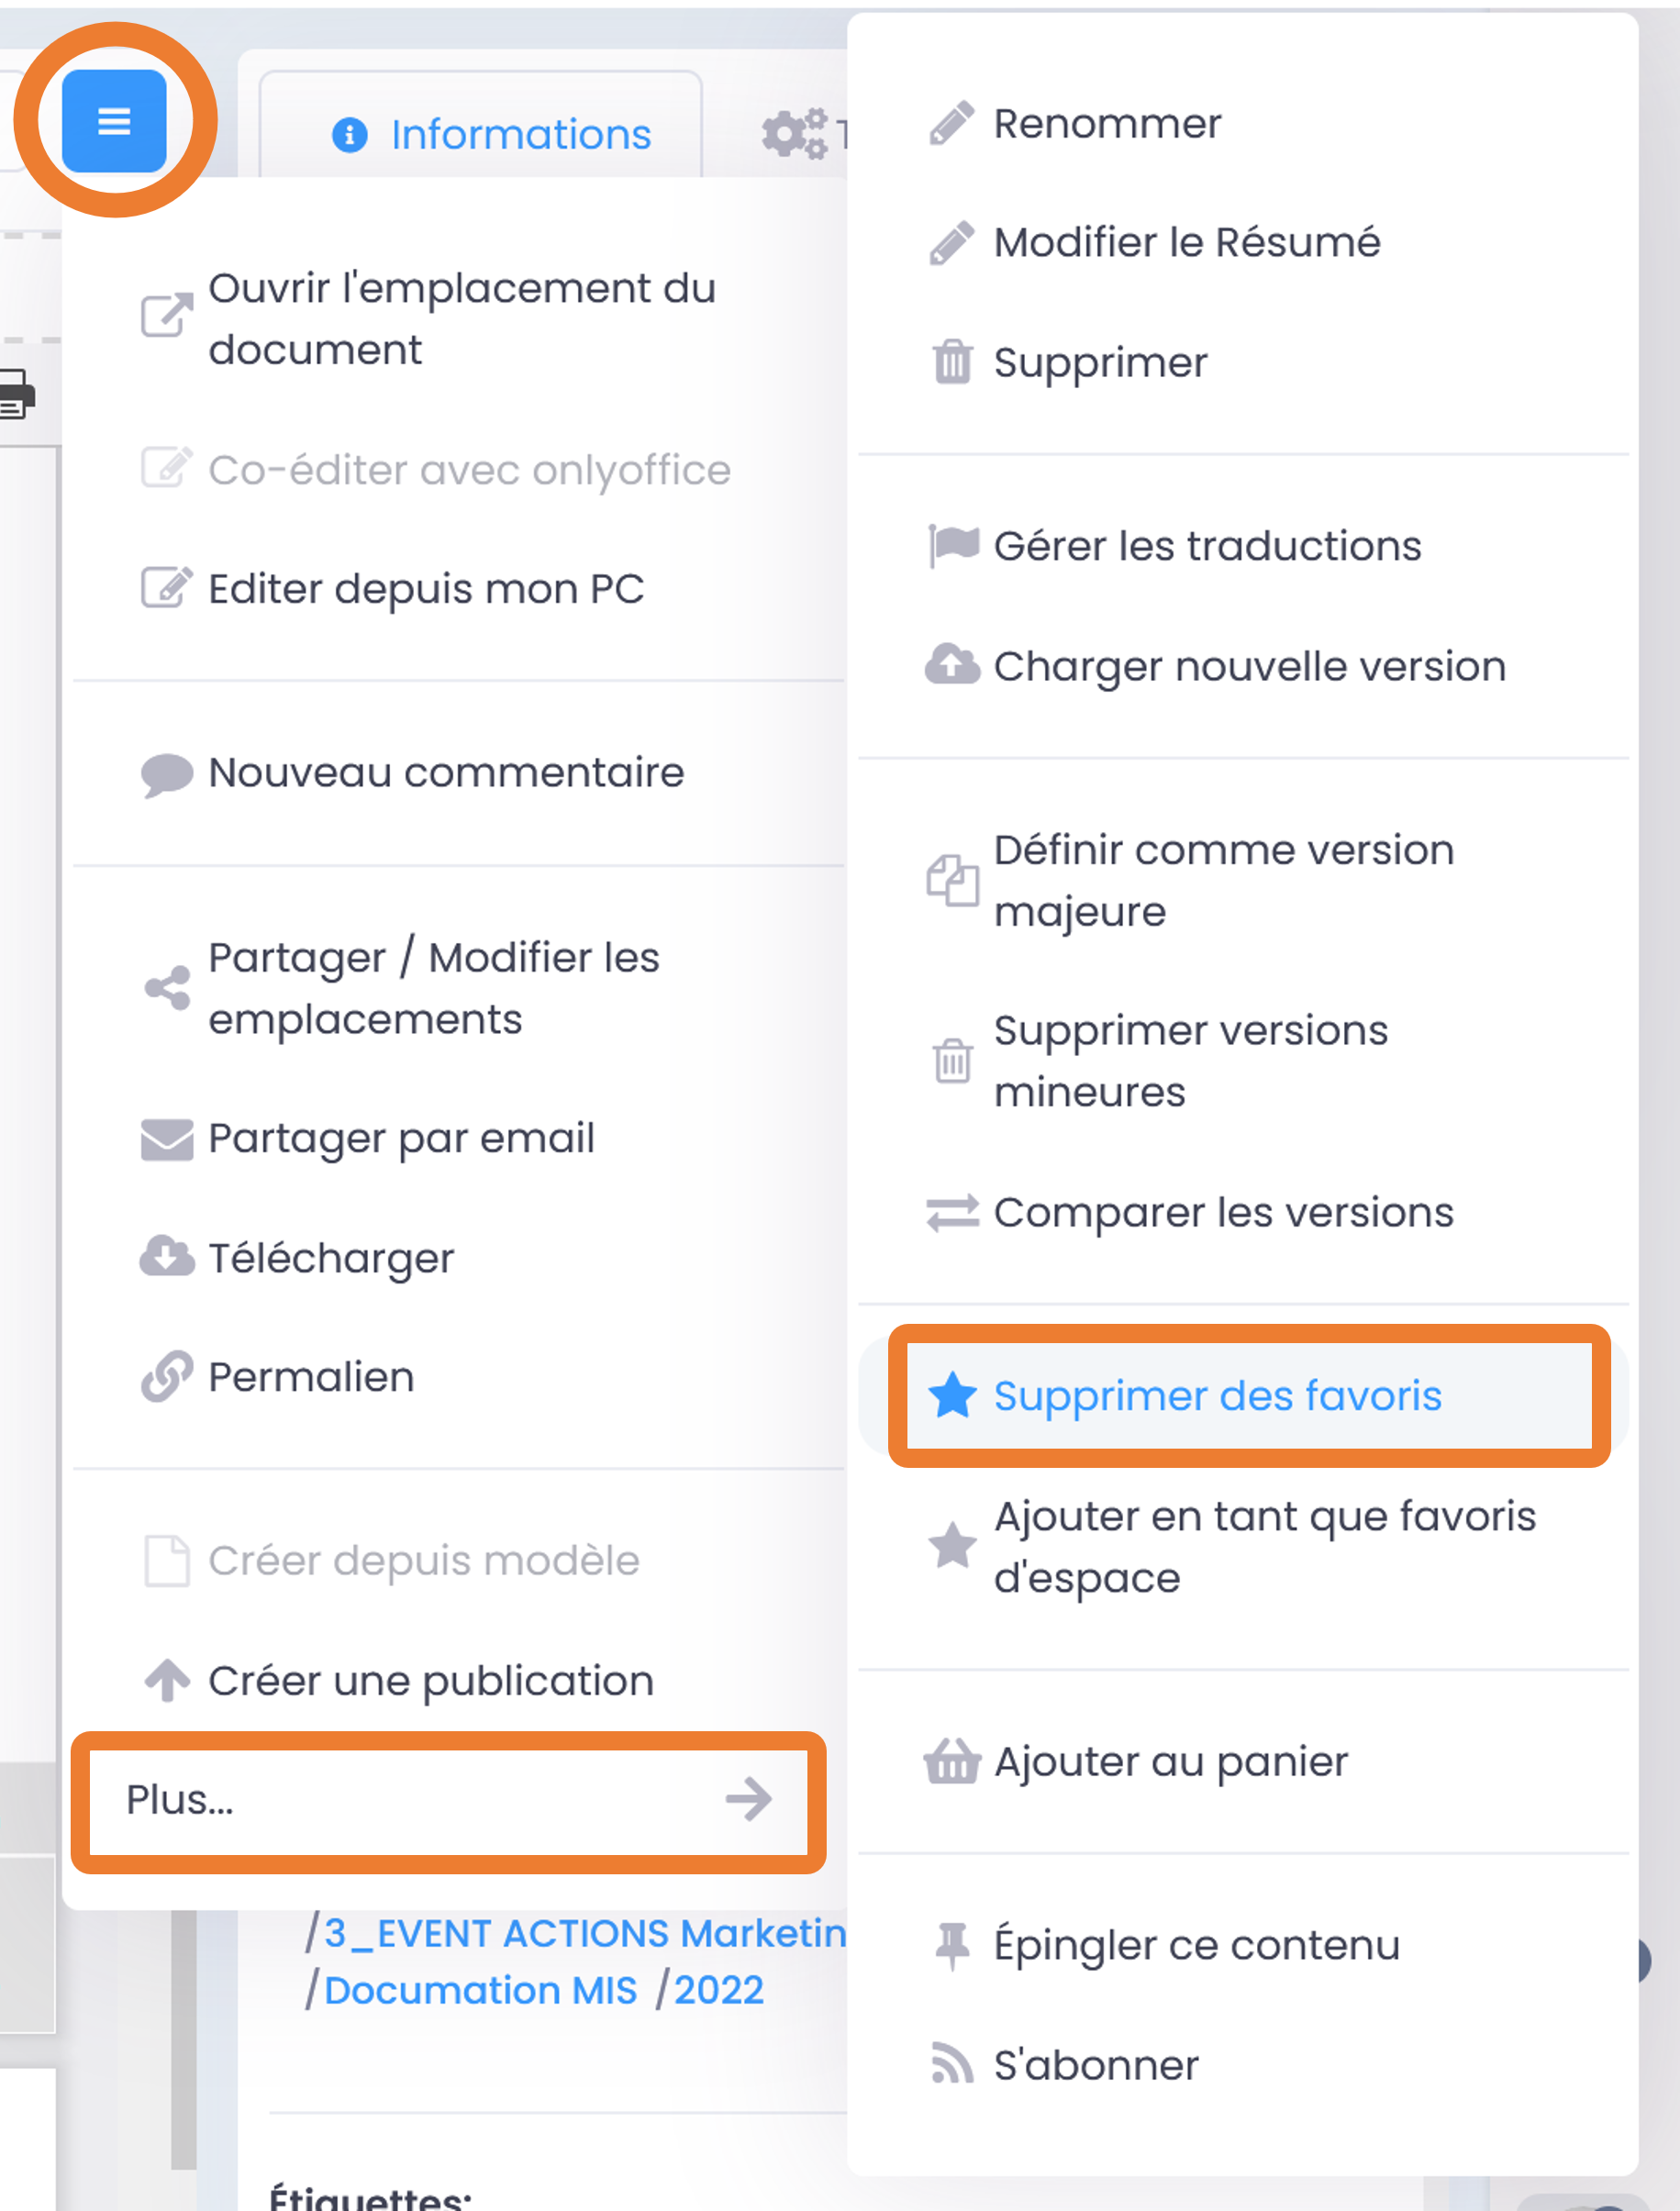 Informations
Ouvrir l'emplacement du
document
Co-éditer avec onlyoffice
Editer depuis mon PC
Nouveau commentaire
Partager / Modifier les
emplacements
Partager par email
Télécharger
Permalien
Créer depuis modèle
Créer une publication
Plus...
/3_EVENT ACTIONS Marketin
/Documation MIS /2022
Étiquettes:
Renommer
Modifier le Résumé
Supprimer
Gérer les traductions
Charger nouvelle version
Définir comme version
majeure
Supprimer versions
mineures
Comparer les versions
Supprimer des favoris
Ajouter en tant que favoris
d'espace
Ajouter au panier
Épingler ce contenu
S'abonner